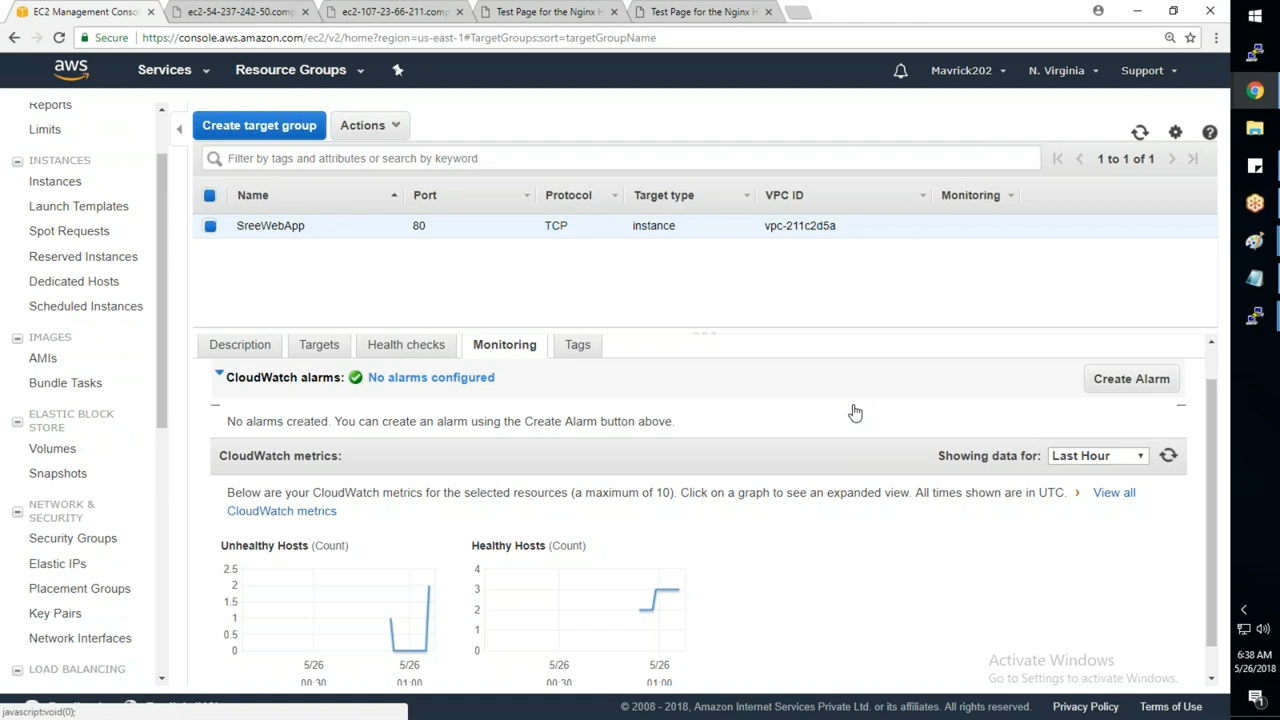 EC2 Management Conso
ec2-54-237-242-50.comp
ec2-107-23-66-211.comp
Test Page for the Nginx H
Test Page for the Nginx H
Secure
https://console.aws.amazon.com/ec2/v2/home?region=us-east-1#TargetGroups:sort=targetGroupName
aws
Services
Resource Groups
Mavrick202
N. Virginia
Support
Reports
Limits
INSTANCES
Instances
Launch Templates
Spot Requests
Reserved Instances
Dedicated Hosts
Scheduled Instances
IMAGES
AMIs
Bundle Tasks
ELASTIC BLOCK
STORE
Volumes
Snapshots
NETWORK &
SECURITY
Security Groups
Elastic IPs
Placement Groups
Key Pairs
Network Interfaces
LOAD BALANCING
Create target group
Actions
Filter by tags and attributes or search by keyword
1 to 1 of 1
Name Port Protocol Target type VPC ID Monitoring
SreeWebApp 80 TCP instance vpc-211c2d5a
Description Targets Health checks Monitoring Tags
CloudWatch alarms: No alarms configured
Create Alarm
No alarms created. You can create an alarm using the Create Alarm button above.
CloudWatch metrics:
Showing data for: Last Hour
Below are your CloudWatch metrics for the selected resources (a maximum of 10). Click on a graph to see an expanded view. All times shown are in UTC. › View all
CloudWatch metrics
Unhealthy Hosts (Count)
2.5
2
1.5
1
0.5
0
5/26 5/26
00:30 01:00
Healthy Hosts (Count)
4
3
2
1
0
5/26 5/26
00:30 01:00
Activate Windows
Go to Settings to activate Windows.
javascript:void(0);
© 2008 - 2018, Amazon Internet Services Private Ltd. or its affiliates. All rights reserved.
Privacy Policy
Terms of Use
6:38 AM
5/26/2018
1